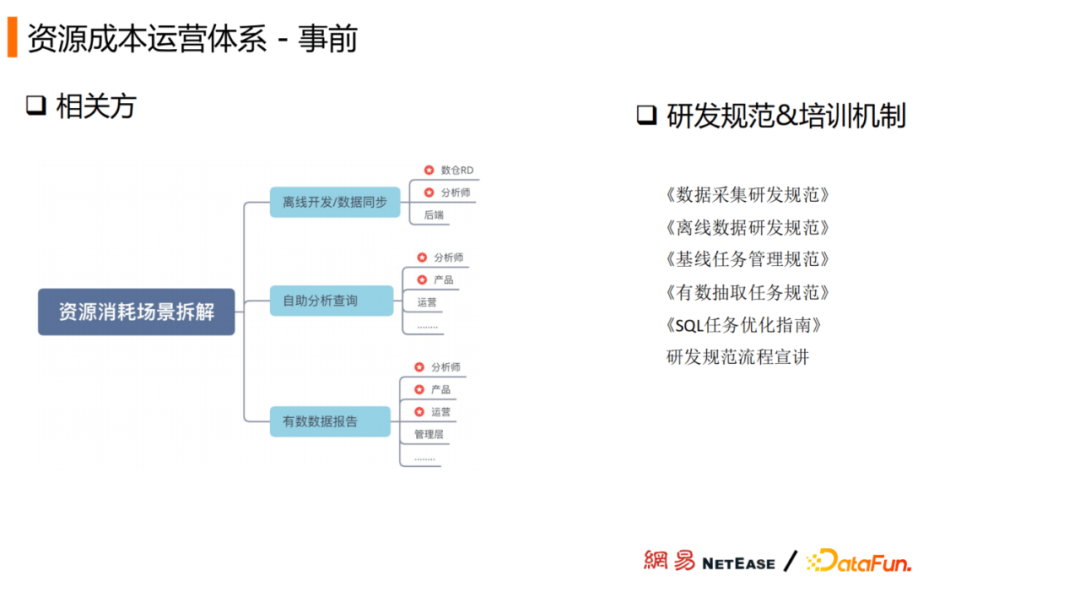 资源成本运营体系 - 事前
相关方
资源消耗场景拆解
离线开发/数据同步
数仓RD
分析师
后端
自助分析查询
分析师
产品
运营
........
有数数据报告
分析师
产品
运营
管理层
........
研发规范&培训机制
《数据采集研发规范》
《离线数据研发规范》
《基线任务管理规范》
《有数抽取任务规范》
《SQL任务优化指南》
研发规范流程宣讲
網易 NETEASE / DataFun.